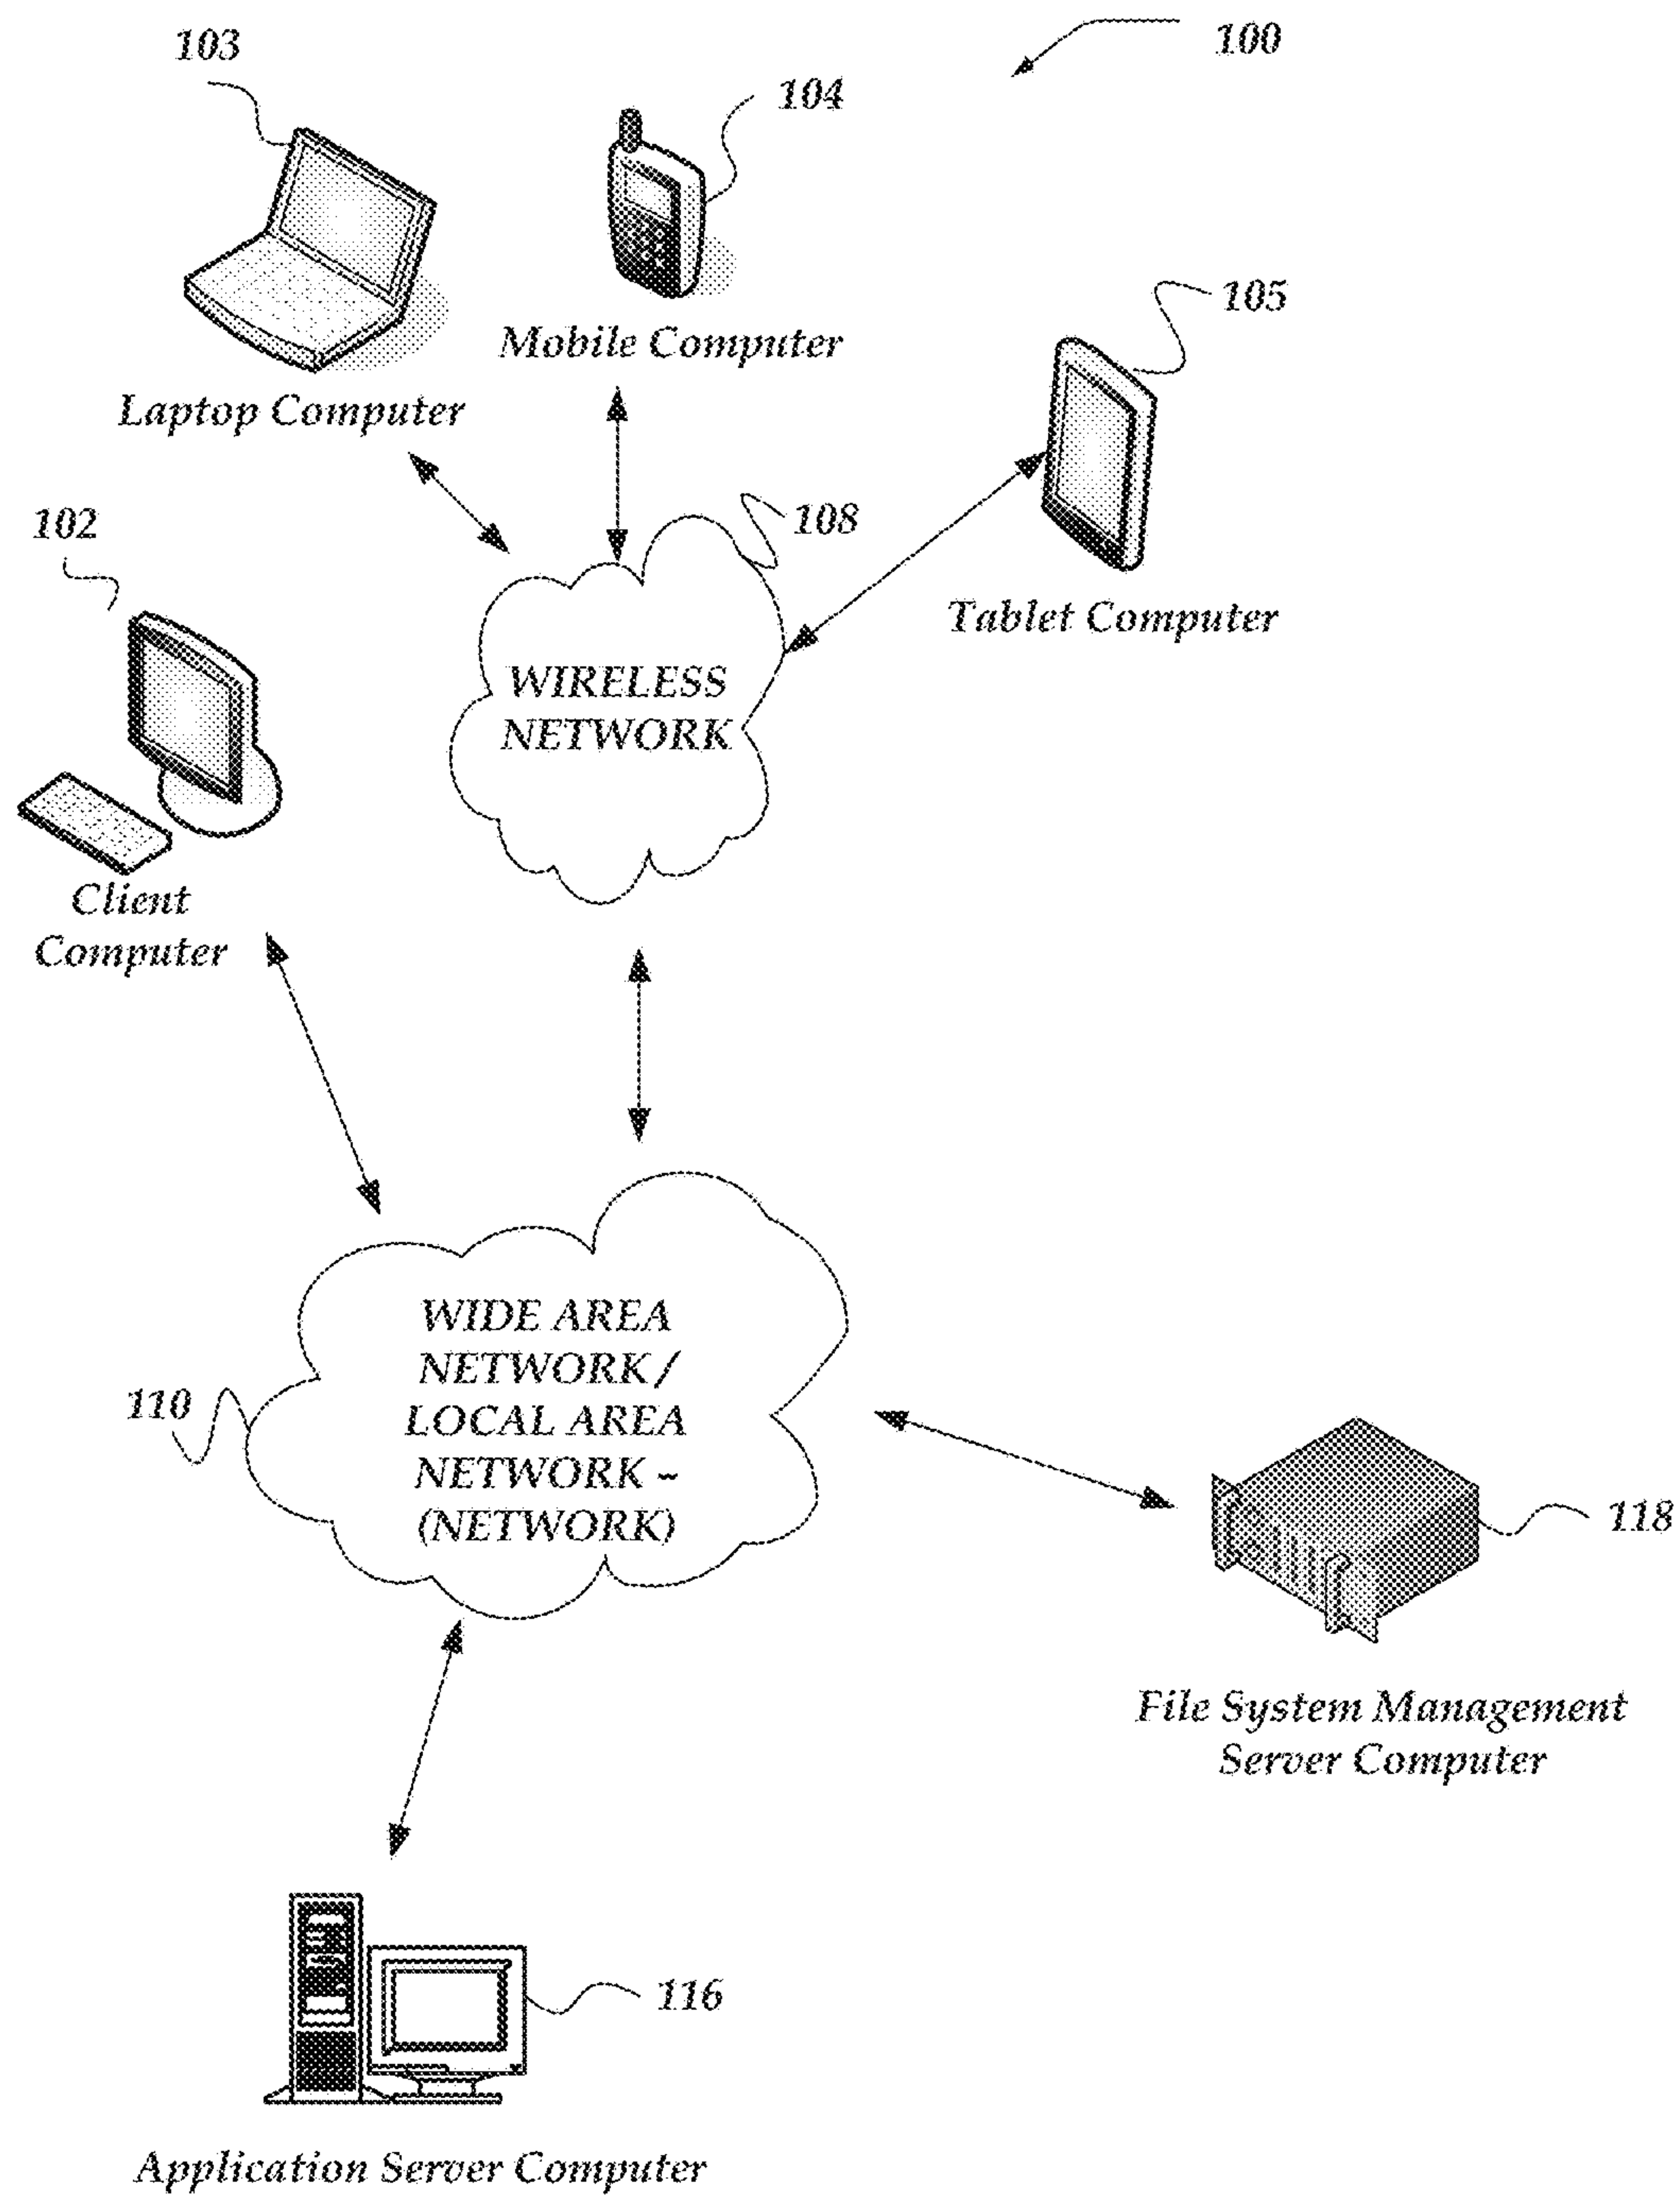 103
100
104
105
Mobile Computer
Laptop Computer
108
102
Tablet Computer
WIRELESS
NETWORK
Client
Computer
WIDE AREA
NETWORK /
LOCAL AREA
NETWORK –
(NETWORK)
110
118
File System Management
Server Computer
116
Application Server Computer